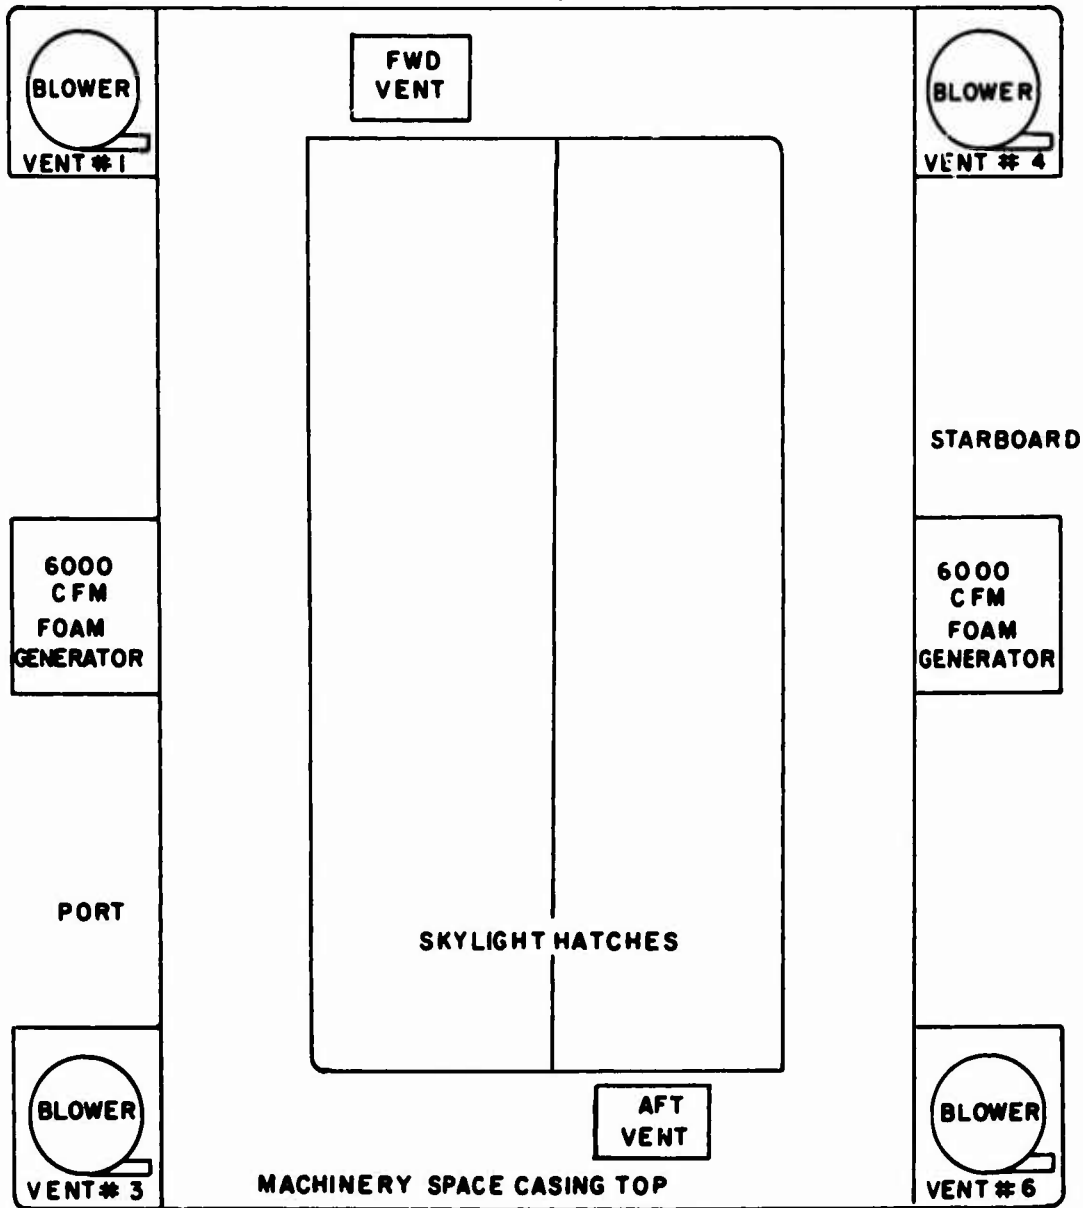 FWD
VENT
BLOWER
VENT # 1
BLOWER
VENT # 4
STARBOARD
6000
CFM
FOAM
GENERATOR
6000
CFM
FOAM
GENERATOR
PORT
SKYLIGHT HATCHES
BLOWER
VENT # 3
AFT
VENT
BLOWER
VENT # 6
MACHINERY SPACE CASING TOP